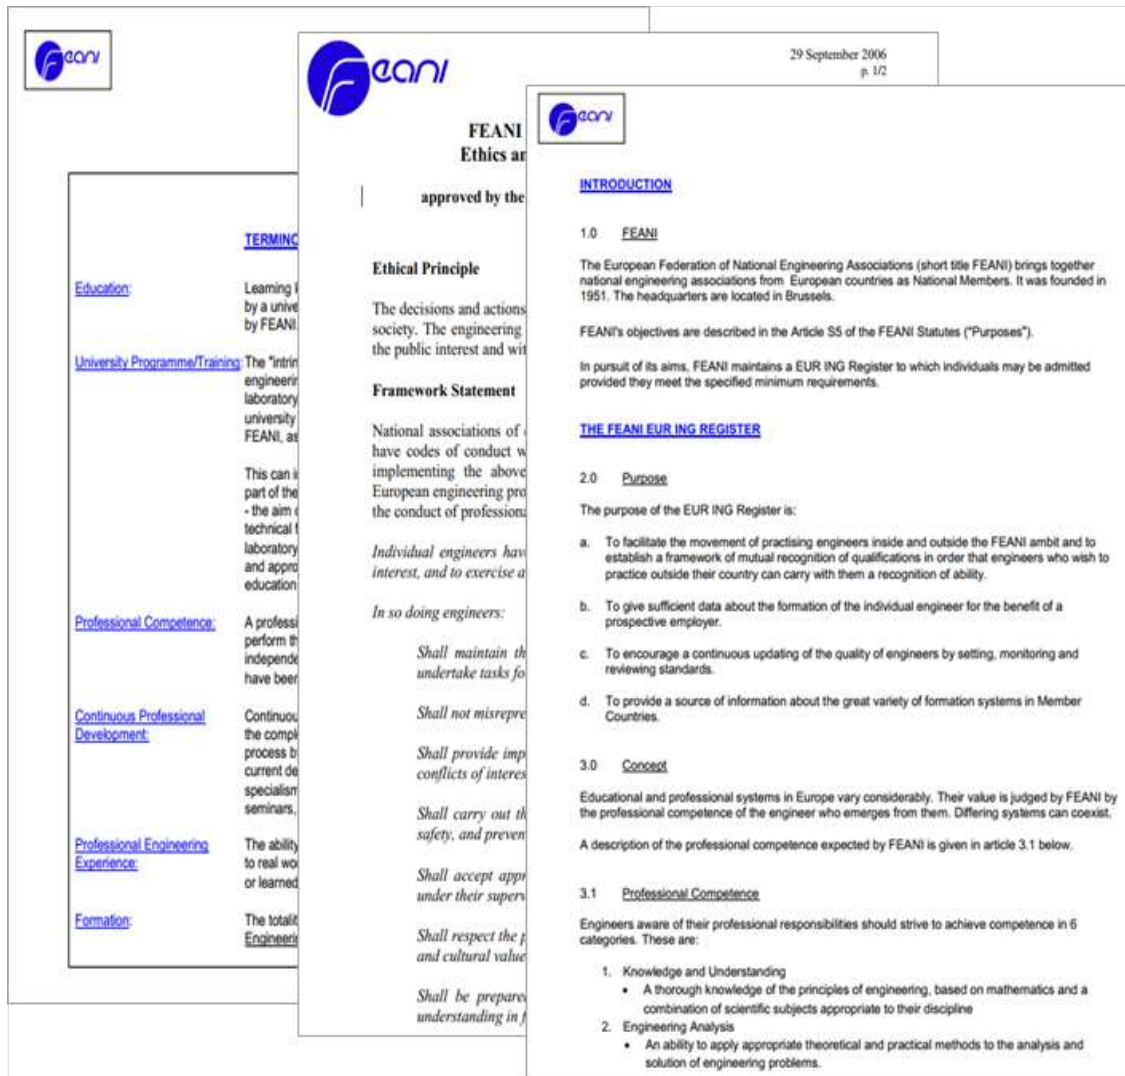 Feani
TERMINO
Education:
Learning
by a unive
by FEANI
University Programme/Training:
The "intrin
engineerin
laboratory
university
FEANI, as
This can i
part of the
- the aim
technical
laboratory
and appro
education
Professional Competence:
A professi
perform th
independe
have been
Continuous Professional
Development:
Continuou
the compl
process b
current de
specialism
seminars,
Professional Engineering
Experience:
The ability
to real wo
or learned
Formation:
The totalit
Engineeri
Feani
29 September 2006
p. 1/2
FEANI
Ethics an
approved by the
Ethical Principle
The decisions and actions
society. The engineering
the public interest and wit
Framework Statement
National associations of
have codes of conduct w
implementing the above
European engineering pro
the conduct of professiona
Individual engineers hav
interest, and to exercise a
In so doing engineers:
Shall maintain th
undertake tasks fo
Shall not misrepre
Shall provide imp
conflicts of interes
Shall carry out th
safety, and preven
Shall accept appr
under their superv
Shall respect the p
and cultural value
Shall be prepare
understanding in f
Feani
INTRODUCTION
1.0 FEANI
The European Federation of National Engineering Associations (short title FEANI) brings together
national engineering associations from European countries as National Members. It was founded in
1951. The headquarters are located in Brussels.
FEANI's objectives are described in the Article S5 of the FEANI Statutes ("Purposes").
In pursuit of its aims, FEANI maintains a EUR ING Register to which individuals may be admitted
provided they meet the specified minimum requirements.
THE FEANI EUR ING REGISTER
2.0 Purpose
The purpose of the EUR ING Register is:
a. To facilitate the movement of practising engineers inside and outside the FEANI ambit and to
establish a framework of mutual recognition of qualifications in order that engineers who wish to
practice outside their country can carry with them a recognition of ability.
b. To give sufficient data about the formation of the individual engineer for the benefit of a
prospective employer.
c. To encourage a continuous updating of the quality of engineers by setting, monitoring and
reviewing standards.
d. To provide a source of information about the great variety of formation systems in Member
Countries.
3.0 Concept
Educational and professional systems in Europe vary considerably. Their value is judged by FEANI by
the professional competence of the engineer who emerges from them. Differing systems can coexist.
A description of the professional competence expected by FEANI is given in article 3.1 below.
3.1 Professional Competence
Engineers aware of their professional responsibilities should strive to achieve competence in 6
categories. These are:
1. Knowledge and Understanding
• A thorough knowledge of the principles of engineering, based on mathematics and a
combination of scientific subjects appropriate to their discipline
2. Engineering Analysis
• An ability to apply appropriate theoretical and practical methods to the analysis and
solution of engineering problems.